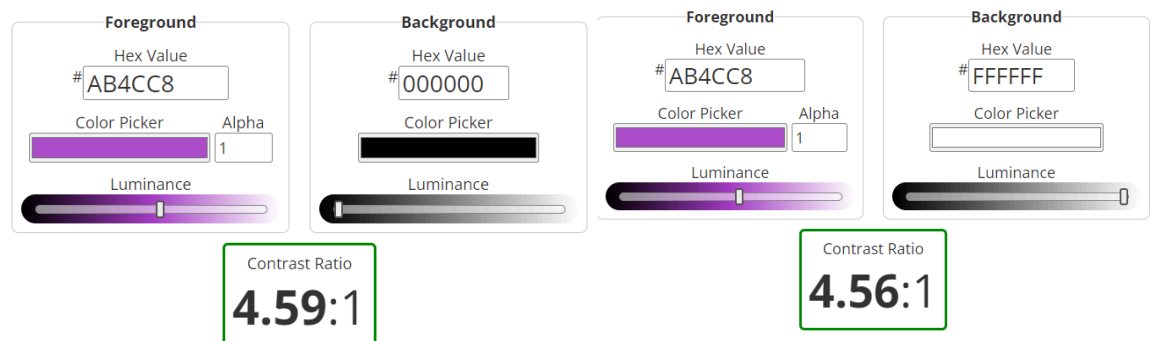 Foreground
Hex Value
# AB4CC8
Color Picker Alpha
1
Luminance
Background
Hex Value
# 000000
Color Picker
Luminance
Contrast Ratio
4.59:1
Foreground
Hex Value
# AB4CC8
Color Picker Alpha
1
Luminance
Background
Hex Value
# FFFFFF
Color Picker
Luminance
Contrast Ratio
4.56:1